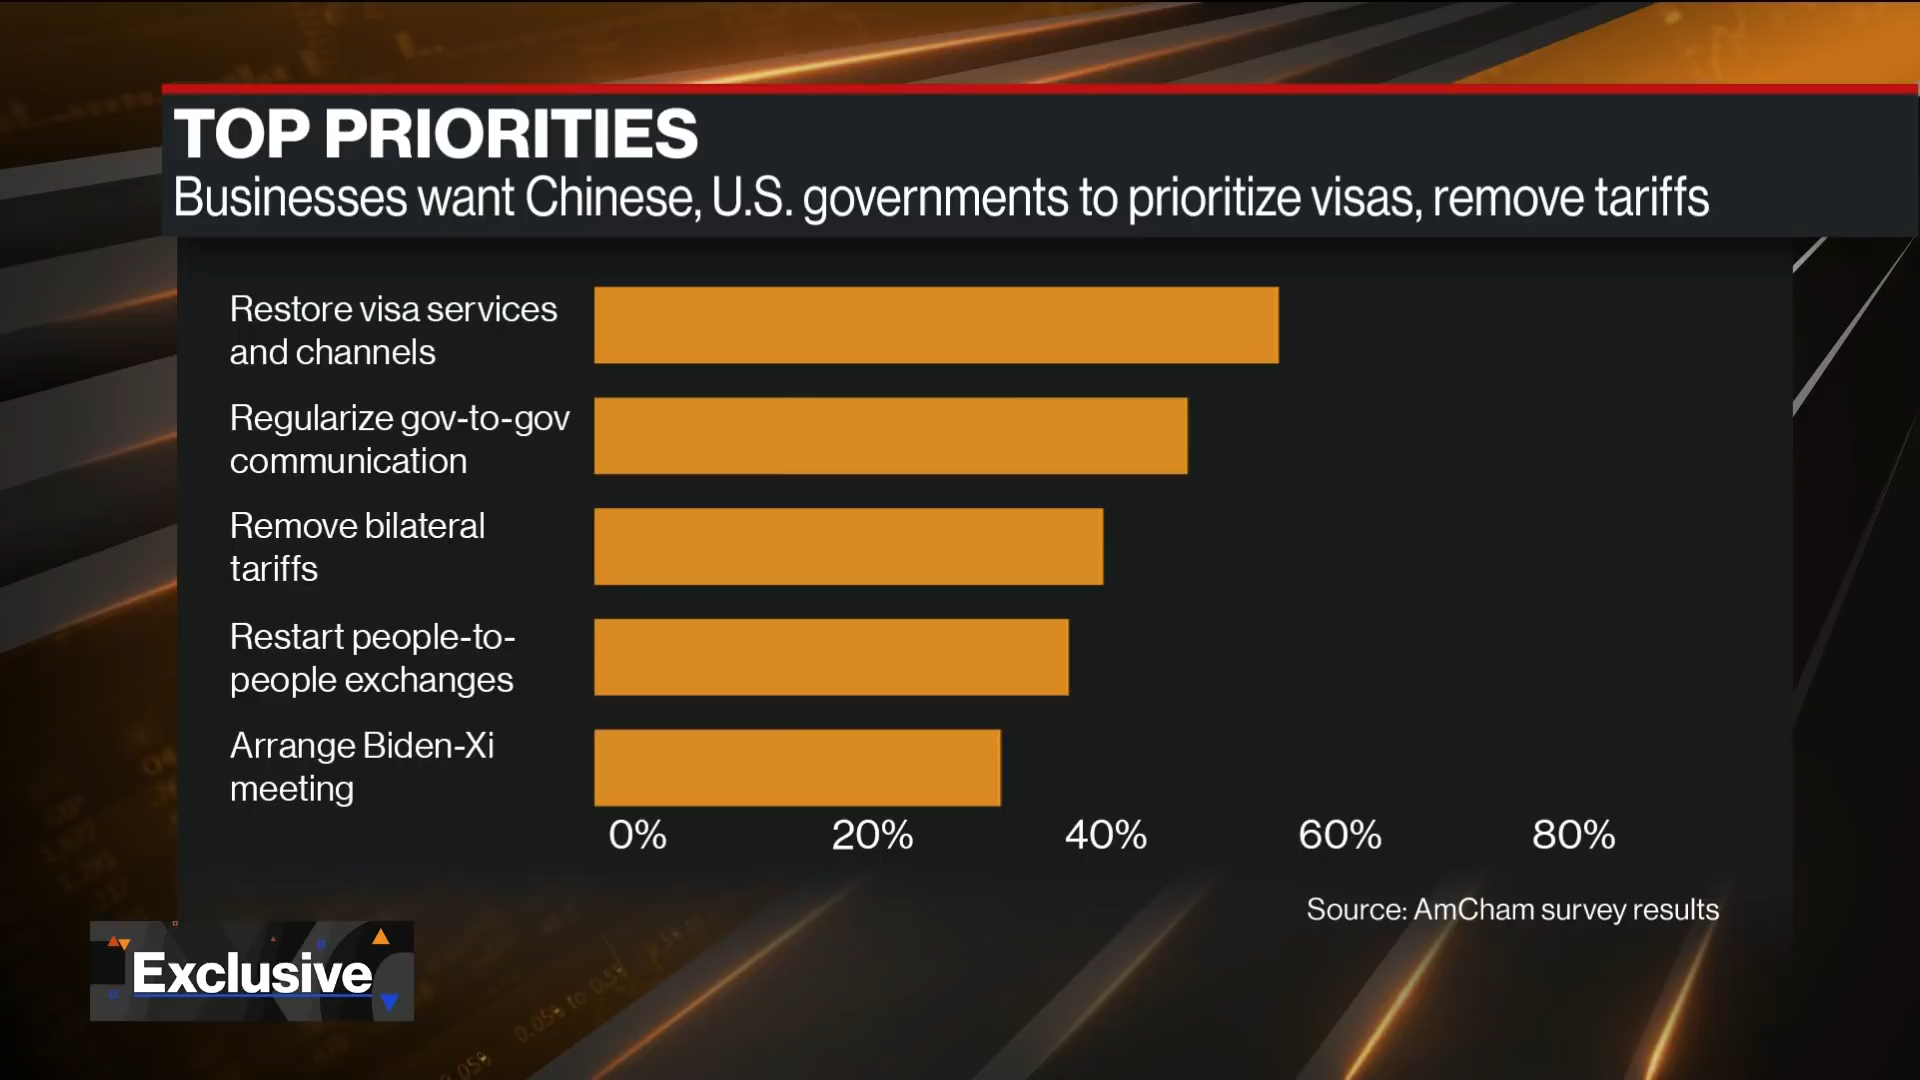 TOP PRIORITIES
Businesses want Chinese, U.S. governments to prioritize visas, remove tariffs
Restore visa services
and channels
Regularize gov-to-gov
communication
Remove bilateral
tariffs
Restart people-to-
people exchanges
Arrange Biden-Xi
meeting
0% 20% 40% 60% 80%
Source: AmCham survey results
Exclusive